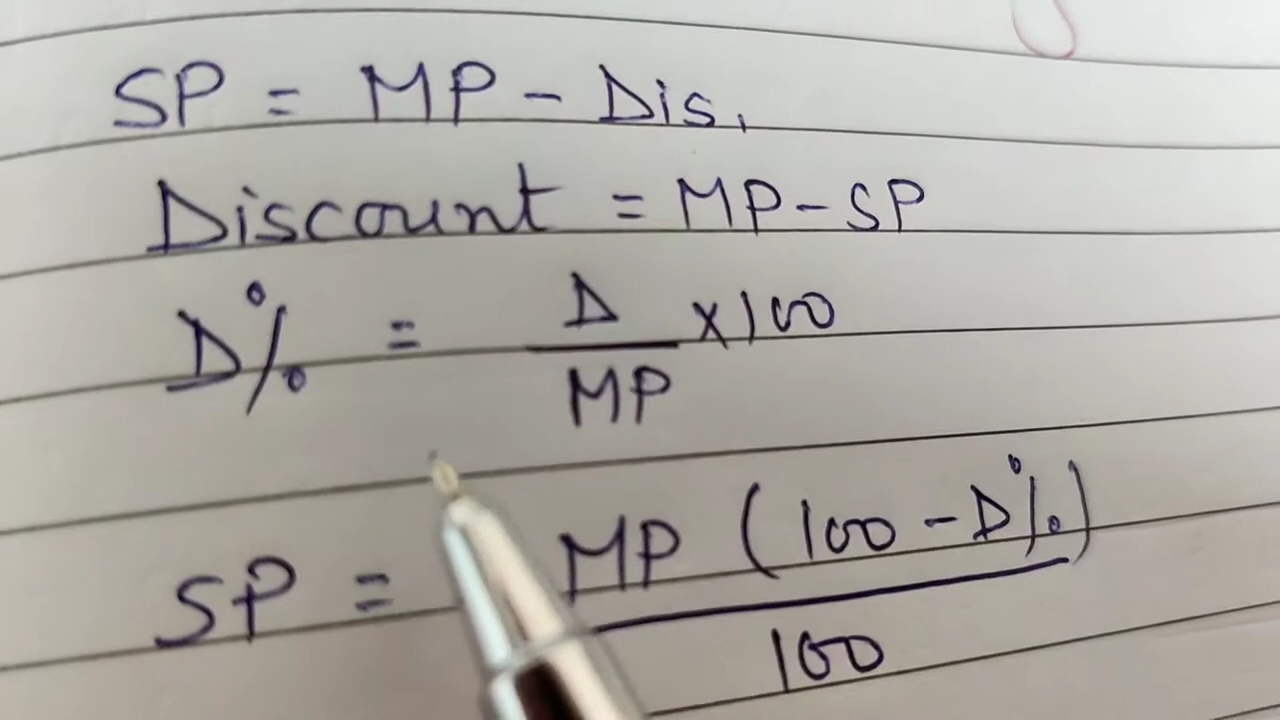 SP = MP - Dis.
Discount = MP - SP
D% = D/MP x 100
SP = MP (100 - D%)/100